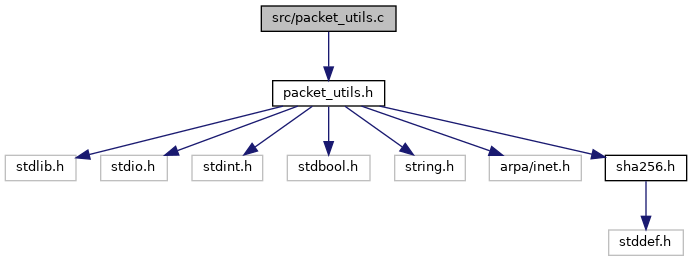 src/packet_utils.c
packet_utils.h
stdlib.h
stdio.h
stdint.h
stdbool.h
string.h
arpa/inet.h
sha256.h
stddef.h